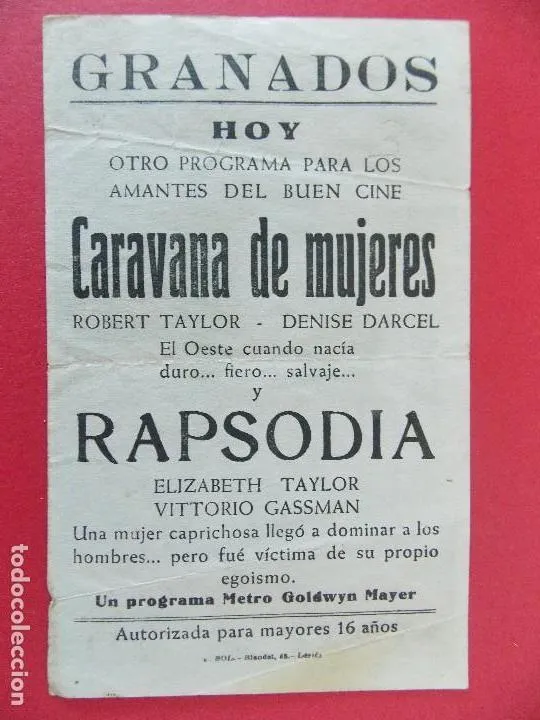 GRANADOS
HOY
OTRO PROGRAMA PARA LOS
AMANTES DEL BUEN CINE
Caravana de mujeres
ROBERT TAYLOR - DENISE DARCEL
El Oeste cuando nacía
duro... fiero... salvaje...
y
RAPSODIA
ELIZABETH TAYLOR
VITTORIO GASSMAN
Una mujer caprichosa llegó a dominar a los
hombres... pero fué víctima de su propio
egoismo.
Un programa Metro Goldwyn Mayer
Autorizada para mayores 16 años
SOL.- Blondel,
todocoleccion